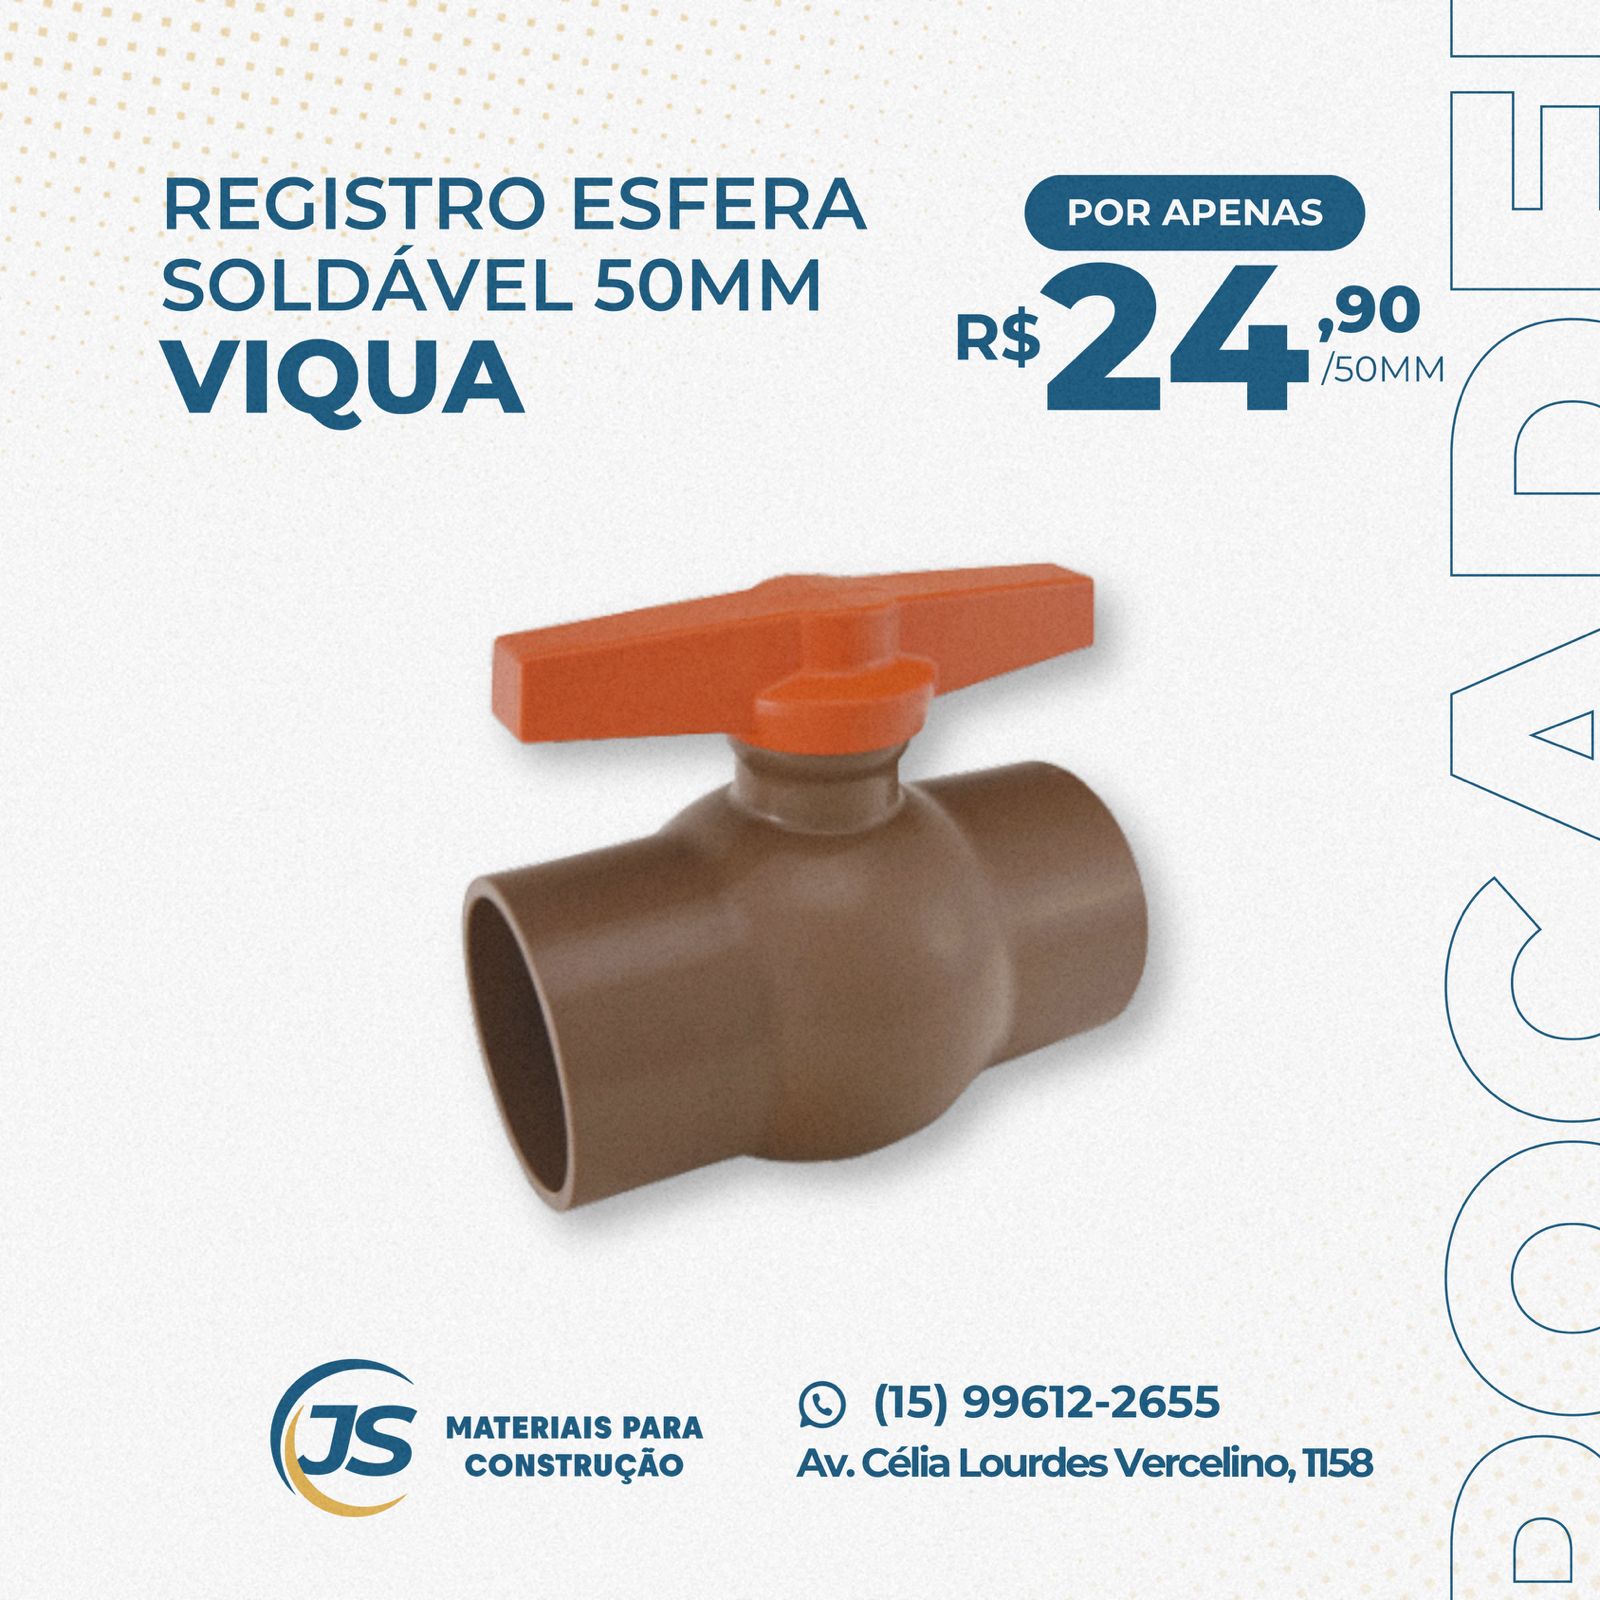 REGISTRO ESFERA
SOLDÁVEL 50MM
VIQUA
POR APENAS
R$24,90
/50MM
JS
MATERIAIS PARA
CONSTRUÇÃO
(15) 99612-2655
Av. Célia Lourdes Vercelino, 1158